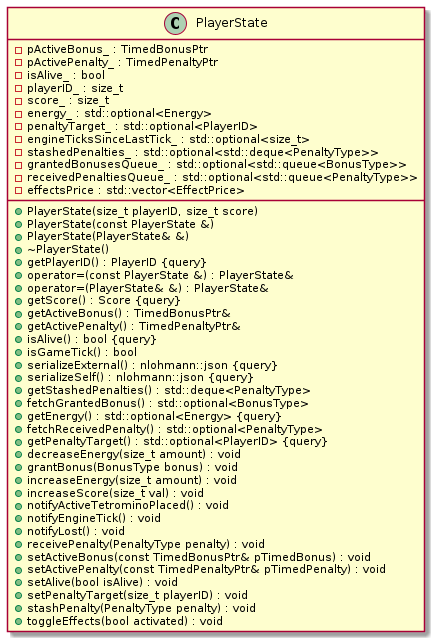 C PlayerState
pActiveBonus_ : TimedBonusPtr
pActivePenalty_ : TimedPenaltyPtr
isAlive_ : bool
playerID_ : size_t
score_ : size_t
energy_ : std::optional<Energy>
penaltyTarget_ : std::optional<PlayerID>
engineTicksSinceLastTick_ : std::optional<size_t>
stashedPenalties_ : std::optional<std::deque<PenaltyType>>
grantedBonusesQueue_ : std::optional<std::queue<BonusType>>
receivedPenaltiesQueue_ : std::optional<std::queue<PenaltyType>>
effectsPrice : std::vector<EffectPrice>
PlayerState(size_t playerID, size_t score)
PlayerState(const PlayerState &)
PlayerState(PlayerState& &)
~PlayerState()
getPlayerID() : PlayerID {query}
operator=(const PlayerState &) : PlayerState&
operator=(PlayerState& &) : PlayerState&
getScore() : Score {query}
getActiveBonus() : TimedBonusPtr&
getActivePenalty() : TimedPenaltyPtr&
isAlive() : bool {query}
isGameTick() : bool
serializeExternal() : nlohmann::json {query}
serializeSelf() : nlohmann::json {query}
getStashedPenalties() : std::deque<PenaltyType>
fetchGrantedBonus() : std::optional<BonusType>
getEnergy() : std::optional<Energy> {query}
fetchReceivedPenalty() : std::optional<PenaltyType>
getPenaltyTarget() : std::optional<PlayerID> {query}
decreaseEnergy(size_t amount) : void
grantBonus(BonusType bonus) : void
increaseEnergy(size_t amount) : void
increaseScore(size_t val) : void
notifyActiveTetrominoPlaced() : void
notifyEngineTick() : void
notifyLost() : void
receivePenalty(PenaltyType penalty) : void
setActiveBonus(const TimedBonusPtr& pTimedBonus) : void
setActivePenalty(const TimedPenaltyPtr& pTimedPenalty) : void
setAlive(bool isAlive) : void
setPenaltyTarget(size_t playerID) : void
stashPenalty(PenaltyType penalty) : void
toggleEffects(bool activated) : void